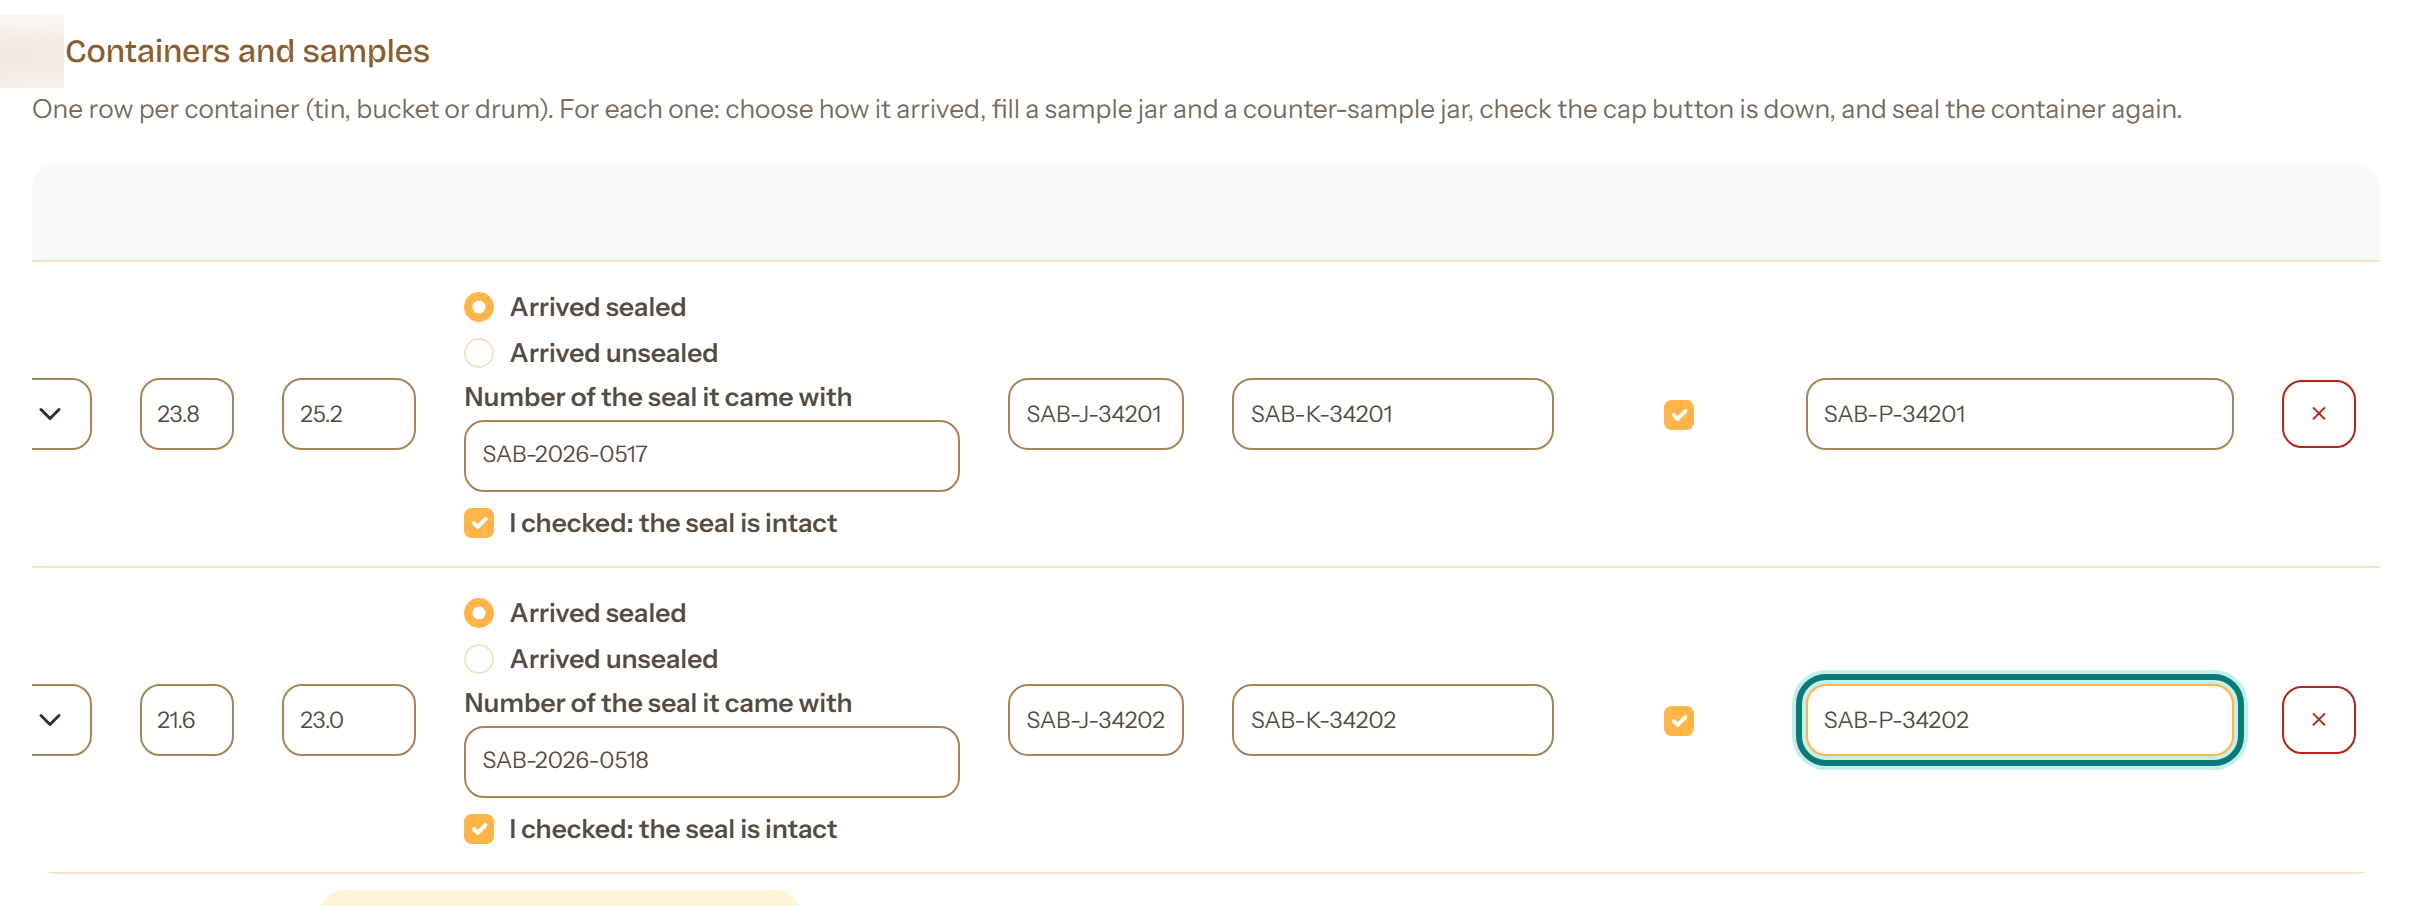 Containers and samples
One row per container (tin, bucket or drum). For each one: choose how it arrived, fill a sample jar and a counter-sample jar, check the cap button is down, and seal the container again.
Arrived sealed
Arrived unsealed
Number of the seal it came with
23.8 25.2 SAB-2026-0517 SAB-J-34201 SAB-K-34201 SAB-P-34201
I checked: the seal is intact
Arrived sealed
Arrived unsealed
Number of the seal it came with
21.6 23.0 SAB-2026-0518 SAB-J-34202 SAB-K-34202 SAB-P-34202
I checked: the seal is intact